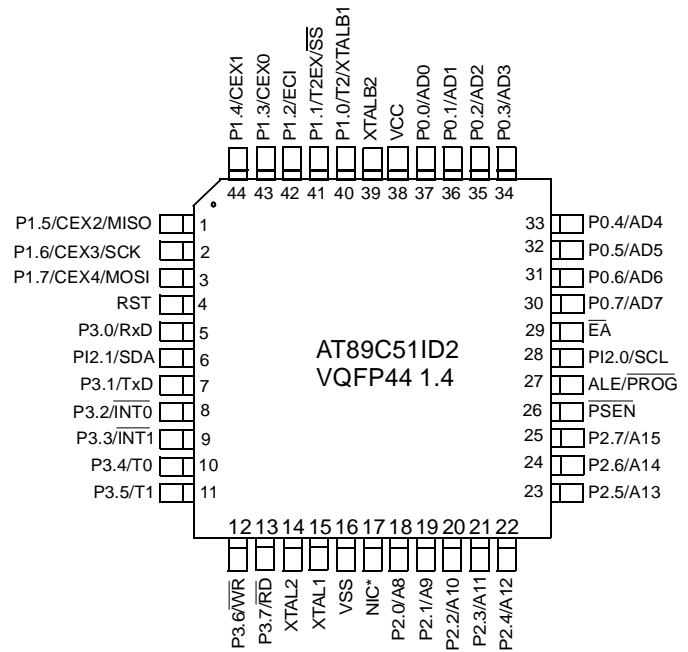 P1.4/CEX1
P1.3/CEX0
P1.2/ECI
P1.1/T2EX/S̅S̅
P1.0/T2/XTALB1
XTALB2
VCC
P0.0/AD0
P0.1/AD1
P0.2/AD2
P0.3/AD3
44 43 42 41 40 39 38 37 36 35 34
P1.5/CEX2/MISO 1
P1.6/CEX3/SCK 2
P1.7/CEX4/MOSI 3
RST 4
P3.0/RxD 5
PI2.1/SDA 6
P3.1/TxD 7
P3.2/I̅N̅T̅0̅ 8
P3.3/I̅N̅T̅1̅ 9
P3.4/T0 10
P3.5/T1 11
AT89C51ID2
VQFP44 1.4
33 P0.4/AD4
32 P0.5/AD5
31 P0.6/AD6
30 P0.7/AD7
29 E̅A̅
28 PI2.0/SCL
27 ALE/P̅R̅O̅G̅
26 P̅S̅E̅N̅
25 P2.7/A15
24 P2.6/A14
23 P2.5/A13
12 13 14 15 16 17 18 19 20 21 22
P3.6/W̅R̅
P3.7/R̅D̅
XTAL2
XTAL1
VSS
NIC*
P2.0/A8
P2.1/A9
P2.2/A10
P2.3/A11
P2.4/A12